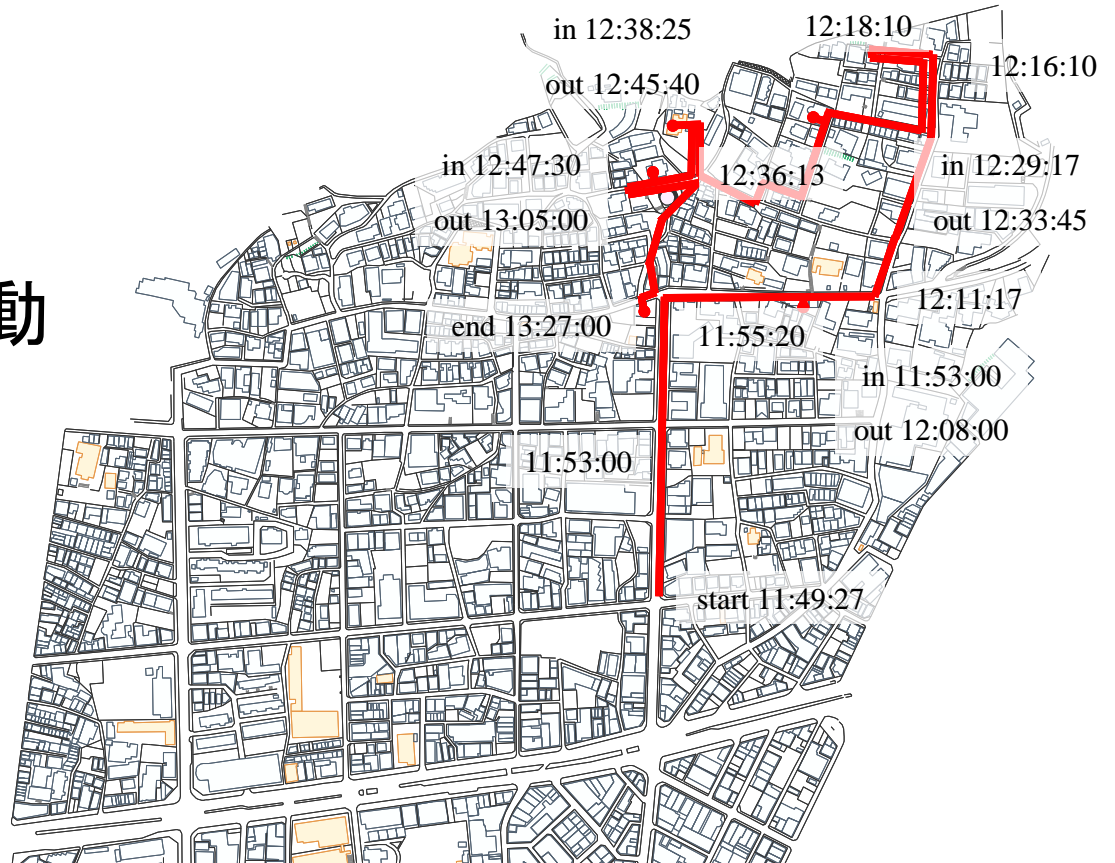 in 12:38:25
12:18:10
12:16:10
out 12:45:40
in 12:47:30
12:36:13
in 12:29:17
out 13:05:00
out 12:33:45
動
12:11:17
end 13:27:00
11:55:20
in 11:53:00
out 12:08:00
11:53:00
start 11:49:27